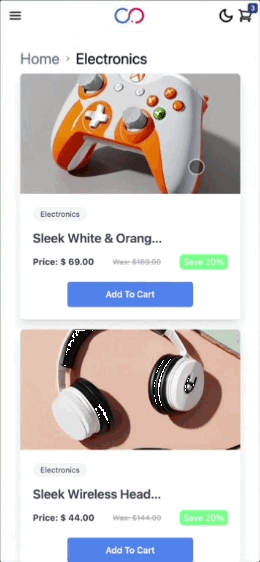 3
Home › Electronics
Electronics
Sleek White & Orang...
Price: $ 69.00 Was: $169.00 Save 20%
Add To Cart
Electronics
Sleek Wireless Head...
Price: $ 44.00 Was: $144.00 Save 20%
Add To Cart